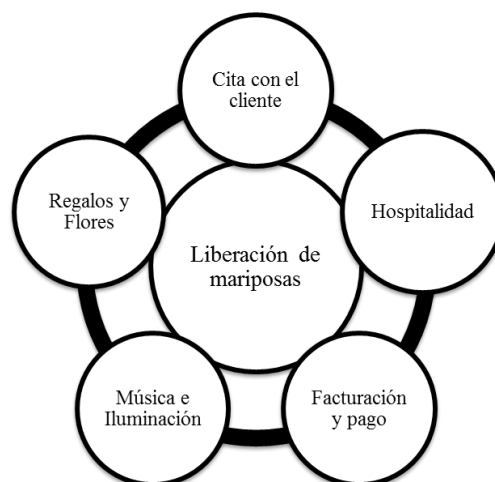 Cita con el
cliente
Regalos y
Flores
Hospitalidad
Liberación de
mariposas
Música e
Iluminación
Facturación
y pago